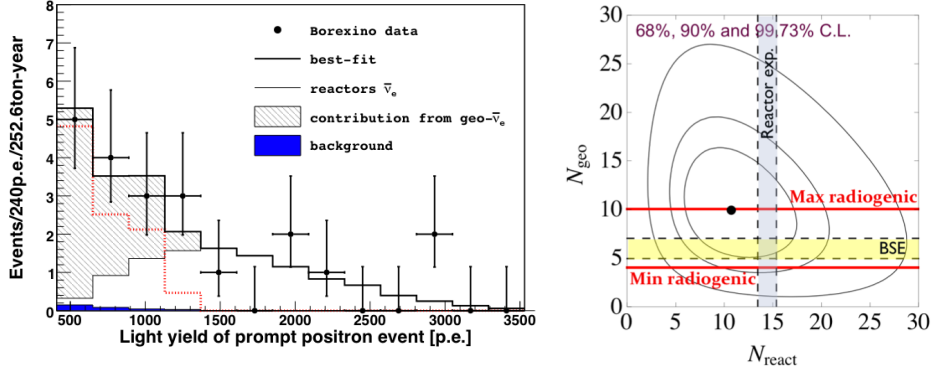 8
7
6
5
4
3
2
1
0
Events/240p.e./252.6ton-year
Borexino data
best-fit
reactors ν̅e
contribution from geo-ν̅e
background
500 1000 1500 2000 2500 3000 3500
Light yield of prompt positron event [p.e.]
68%, 90% and 99.73% C.L.
30
25
20
15
10
5
0
Ngeo
Reactor exp.
Max radiogenic
BSE
Min radiogenic
0 5 10 15 20 25 30
Nreact